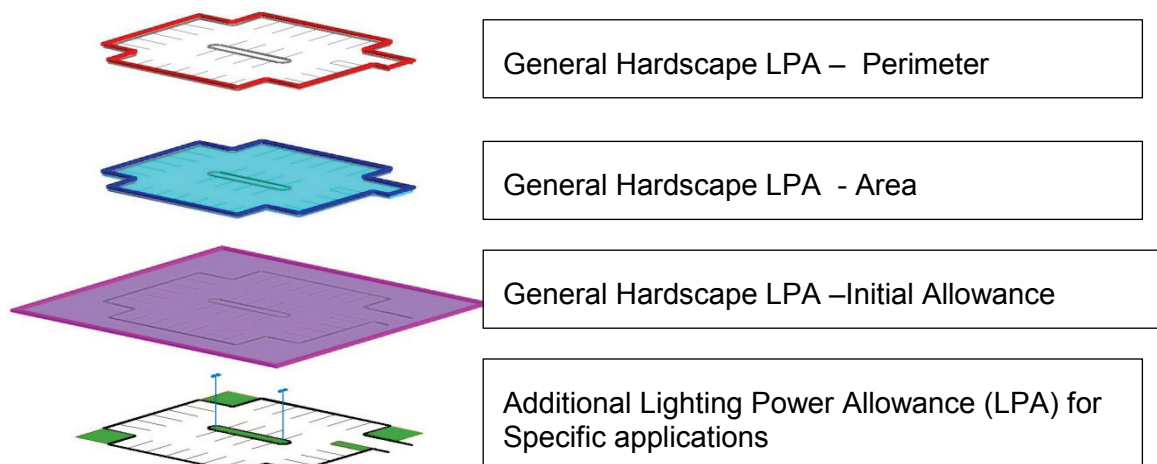 General Hardscape LPA – Perimeter
General Hardscape LPA - Area
General Hardscape LPA –Initial Allowance
Additional Lighting Power Allowance (LPA) for
Specific applications